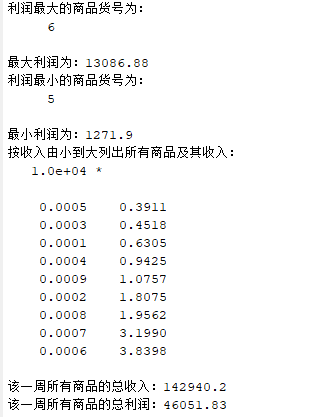 利润最大的商品货号为：
6
最大利润为：13086.88
利润最小的商品货号为：
5
最小利润为：1271.9
按收入由小到大列出所有商品及其收入：
1.0e+04 *
0.0005 0.3911
0.0003 0.4518
0.0001 0.6305
0.0004 0.9425
0.0009 1.0757
0.0002 1.8075
0.0008 1.9562
0.0007 3.1990
0.0006 3.8398
该一周所有商品的总收入：142940.2
该一周所有商品的总利润：46051.83